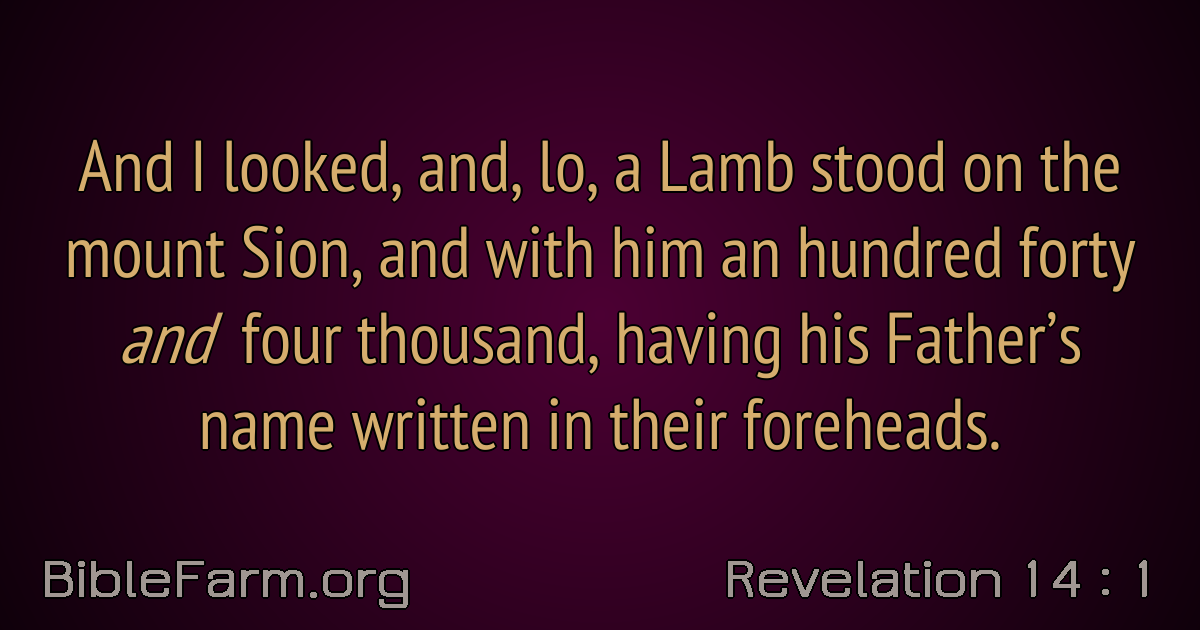 And I looked, and, lo, a Lamb stood on the
mount Sion, and with him an hundred forty
and four thousand, having his Father’s
name written in their foreheads.
BibleFarm.org
Revelation 14 : 1